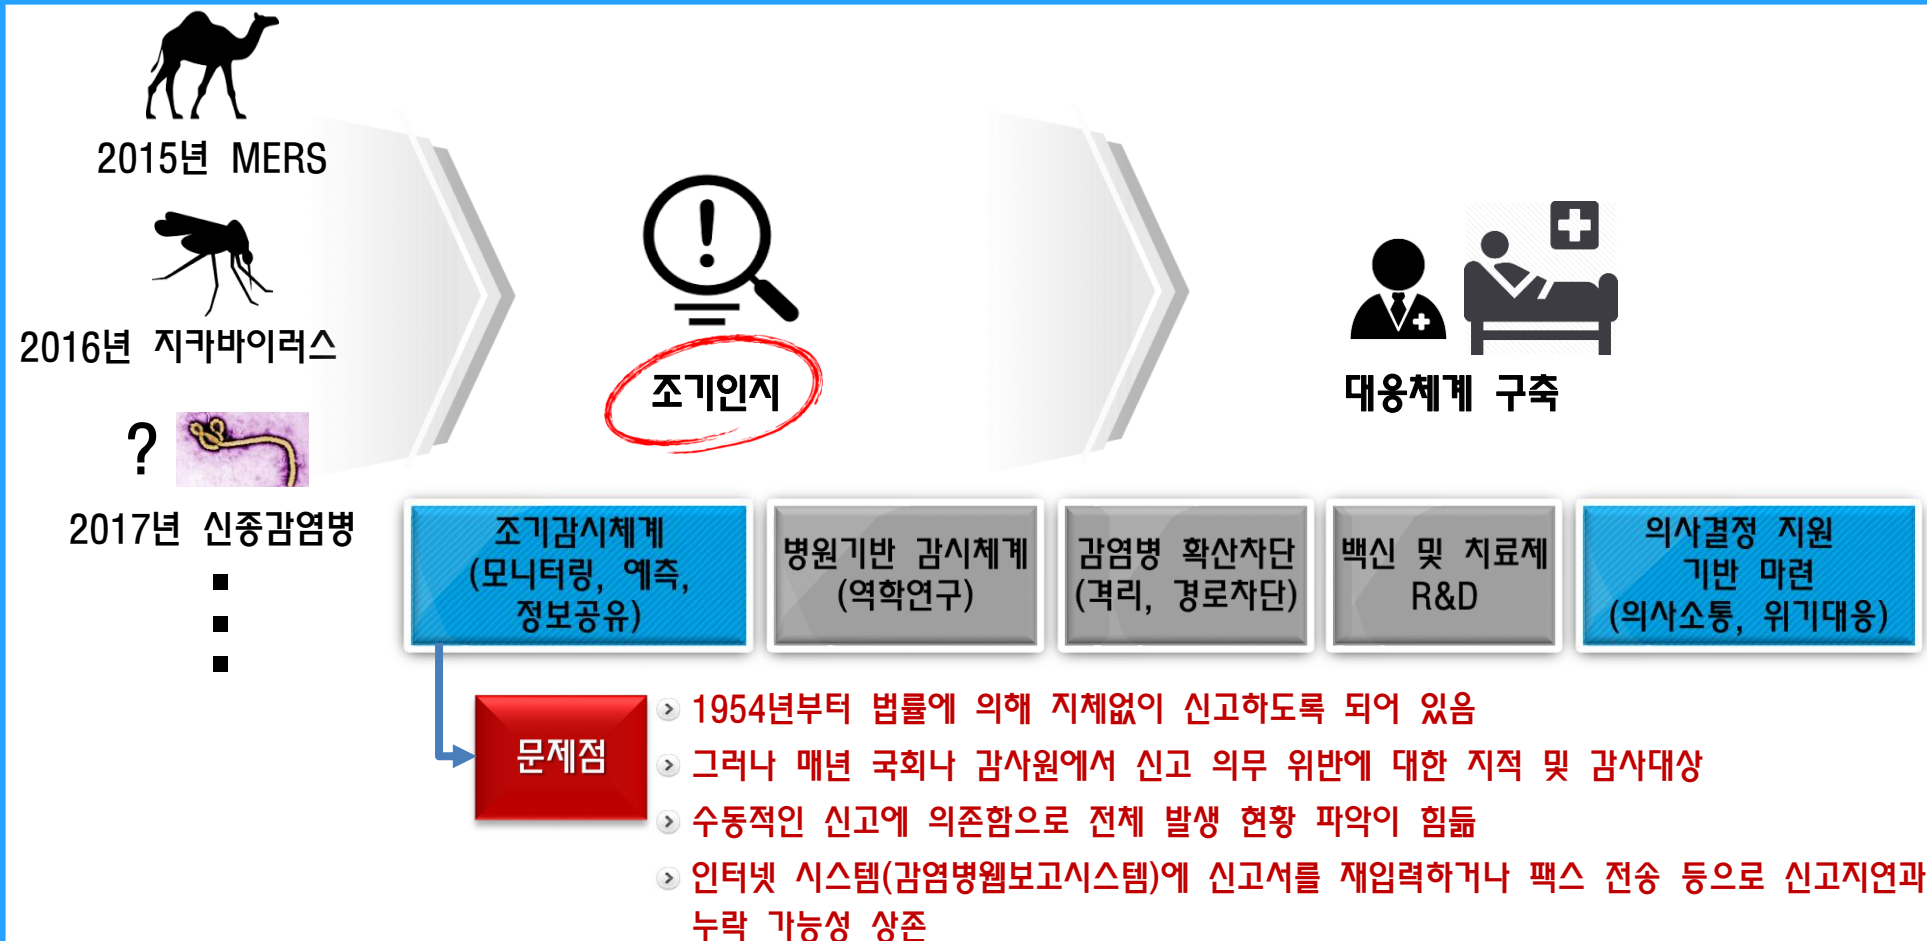 2015년 MERS
2016년 지카바이러스
?
2017년 신종감염병
조기인지
대응체계 구축
조기감시체계
(모니터링, 예측,
정보공유)
병원기반 감시체계
(역학연구)
감염병 확산차단
(격리, 경로차단)
백신 및 치료제
R&D
의사결정 지원
기반 마련
(의사소통, 위기대응)
문제점
1954년부터 법률에 의해 지체없이 신고하도록 되어 있음
그러나 매년 국회나 감사원에서 신고 의무 위반에 대한 지적 및 감사대상
수동적인 신고에 의존함으로 전체 발생 현황 파악이 힘듦
인터넷 시스템(감염병웹보고시스템)에 신고서를 재입력하거나 팩스 전송 등으로 신고지연과
누락 가능성 상존